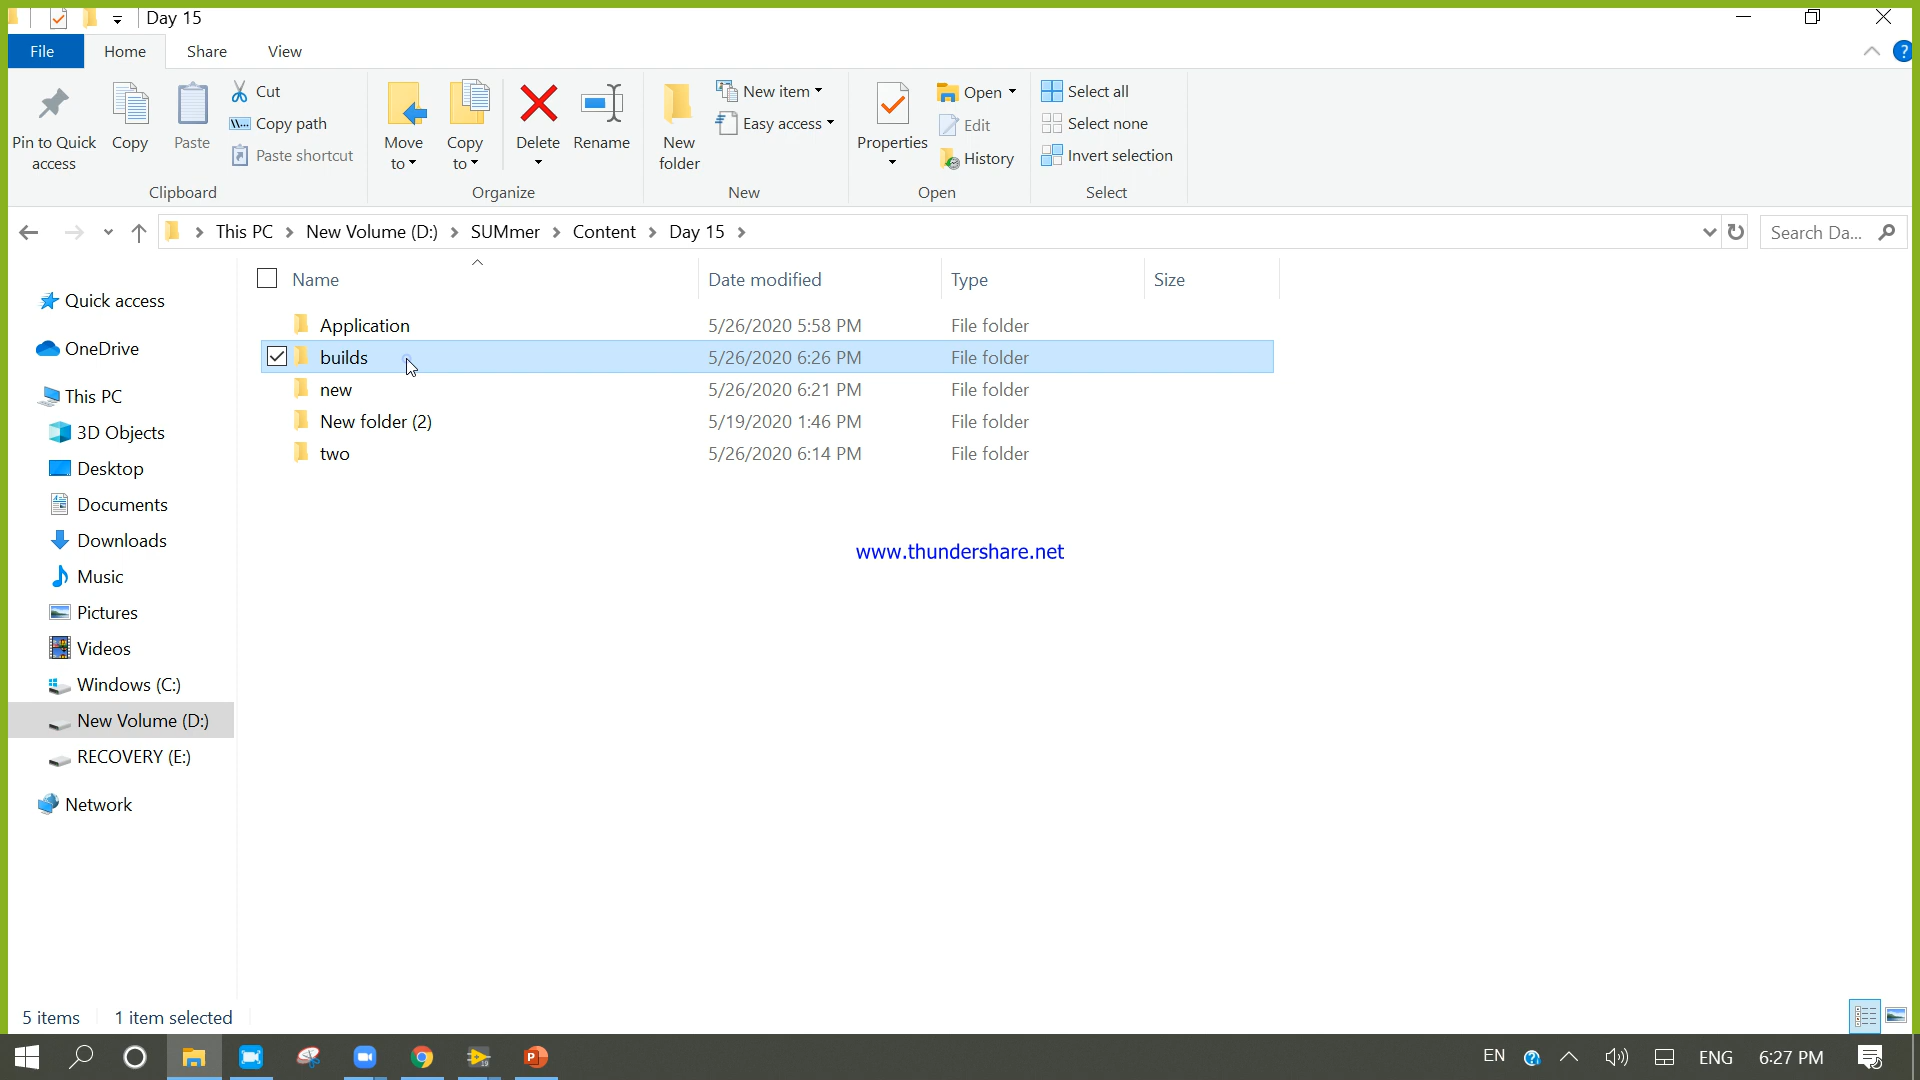 Day 15
File Home Share View
Pin to Quick access
Copy
Paste
Cut
Copy path
Paste shortcut
Clipboard
Move to
Copy to
Delete
Rename
Organize
New folder
New item
Easy access
New
Properties
Open
Edit
History
Open
Select all
Select none
Invert selection
Select
This PC New Volume (D:) SUMmer Content Day 15
Search Da...
Name Date modified Type Size
Application 5/26/2020 5:58 PM File folder
builds 5/26/2020 6:26 PM File folder
new 5/26/2020 6:21 PM File folder
New folder (2) 5/19/2020 1:46 PM File folder
two 5/26/2020 6:14 PM File folder
Quick access
OneDrive
This PC
3D Objects
Desktop
Documents
Downloads
Music
Pictures
Videos
Windows (C:)
New Volume (D:)
RECOVERY (E:)
Network
www.thundershare.net
5 items 1 item selected
EN ENG 6:27 PM